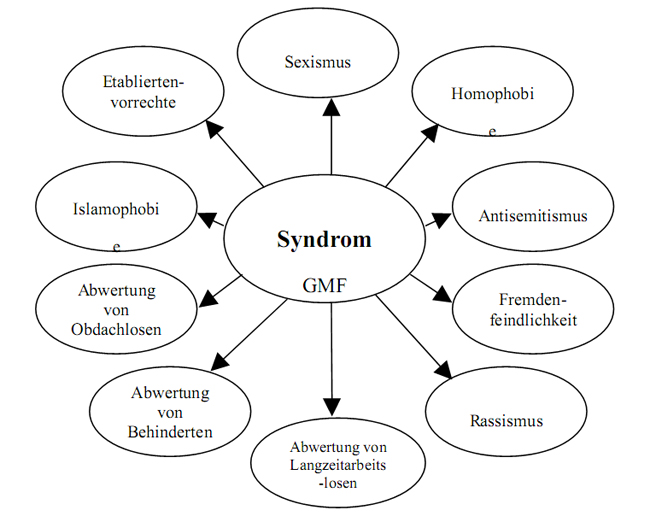 Sexismus
Etablierten-
vorrechte
Homophobi
e
Islamophobi
e
Antisemitismus
Syndrom
GMF
Abwertung
von
Obdachlosen
Fremden-
feindlichkeit
Abwertung
von
Behinderten
Rassismus
Abwertung von
Langzeitarbeits
-losen